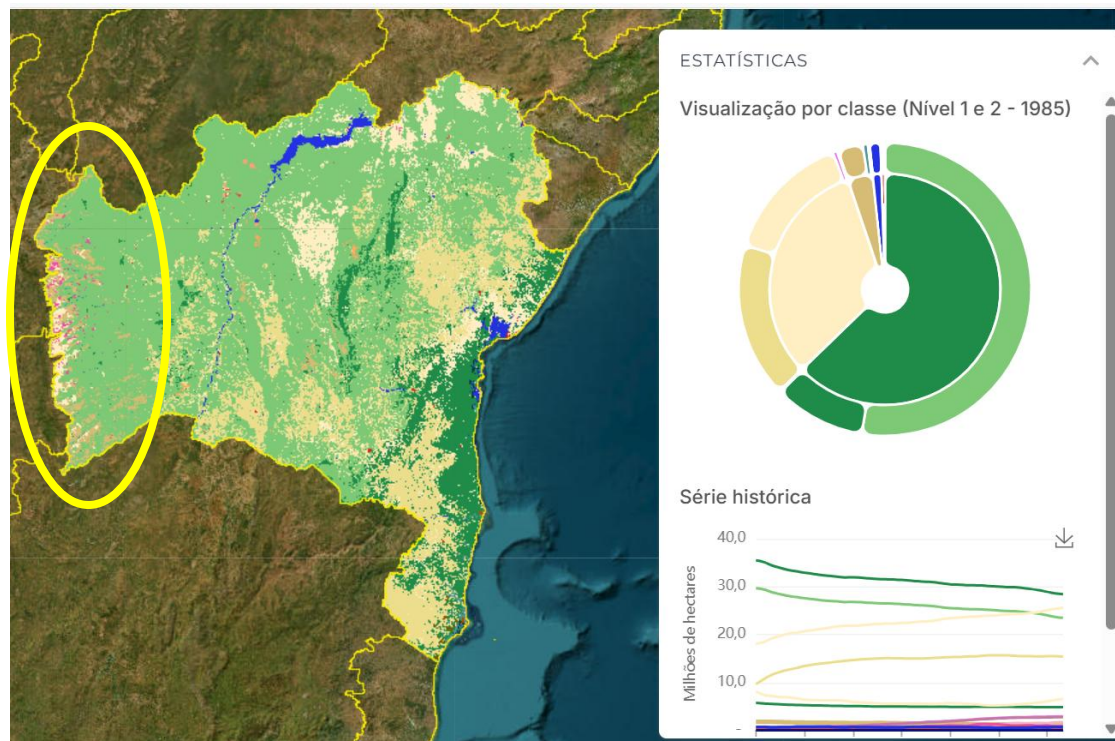 ESTATÍSTICAS
Visualização por classe (Nível 1 e 2 - 1985)
Série histórica
40,0
30,0
20,0
10,0
-
Milhões de hectares